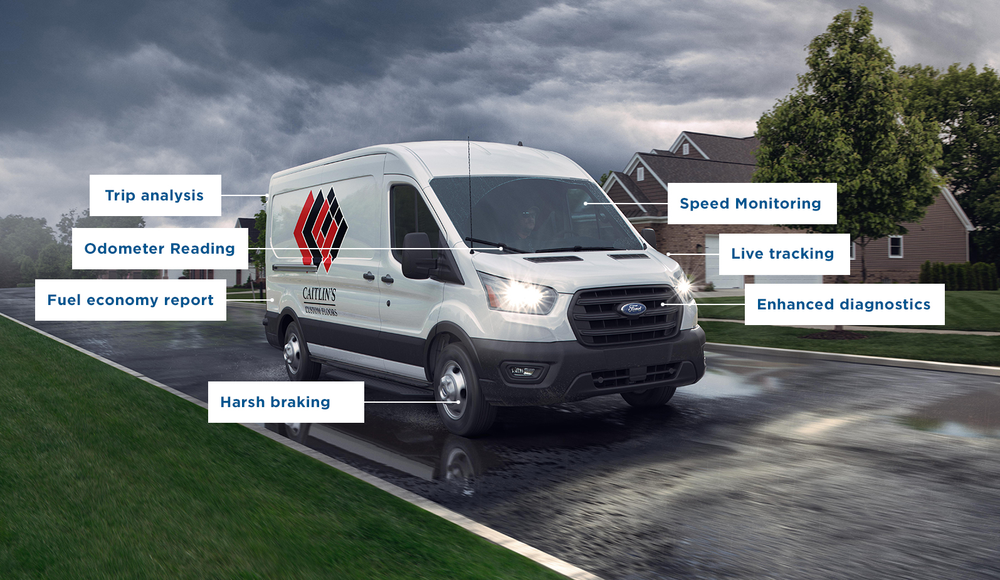 Trip analysis
Speed Monitoring
Odometer Reading
Live tracking
Fuel economy report
Enhanced diagnostics
CAITLIN'S
CUSTOM FLOORS
Ford
Harsh braking